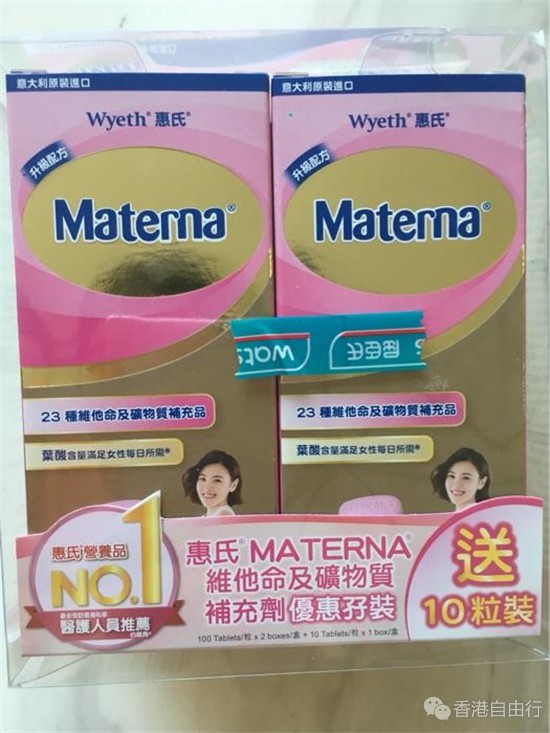 意大利原裝進口
Wyeth® 惠氏®
升級配方
Materna®
23 種維他命及礦物質補充品
葉酸含量滿足女性每日所需*
意大利原裝進口
Wyeth® 惠氏®
升級配方
Materna®
23 種維他命及礦物質補充品
葉酸含量滿足女性每日所需*
wats
屈臣氏
惠氏®營養品
NO.1
醫護人員推薦
惠氏® MATERNA®
維他命及礦物質
補充劑 優惠孖裝
100 Tablets/粒 x 2 boxes/盒 + 10 Tablets/粒 x 1 box/盒
送
10粒裝
香港自由行